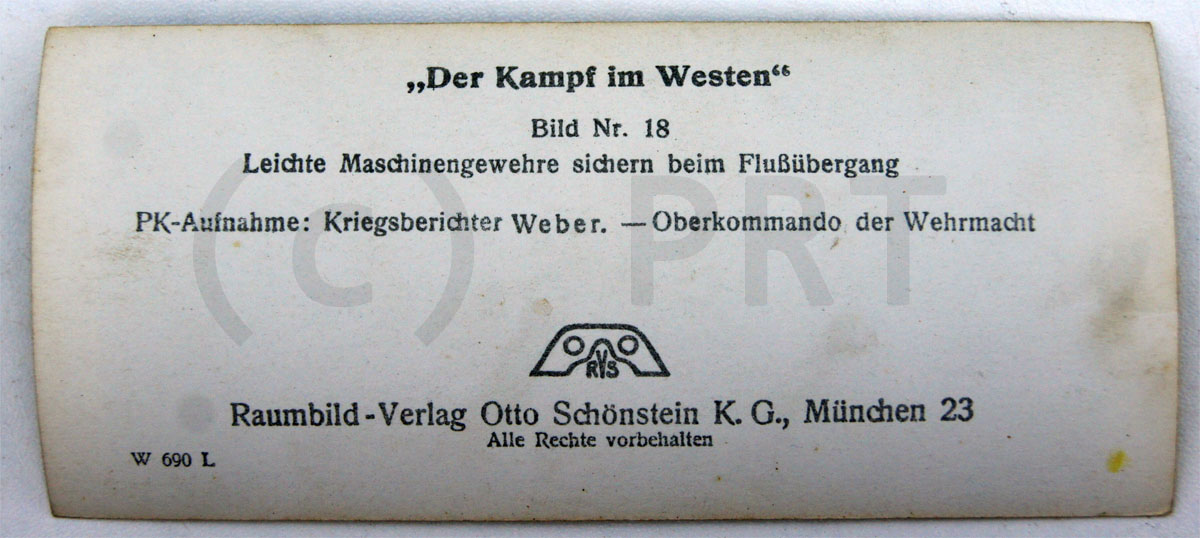 „Der Kampf im Westen“
Bild Nr. 18
Leichte Maschinengewehre sichern beim Flußübergang
PK-Aufnahme: Kriegsberichter Weber. — Oberkommando der Wehrmacht
(c) PRT
RVS
Raumbild-Verlag Otto Schönstein K. G., München 23
Alle Rechte vorbehalten
W 690 L